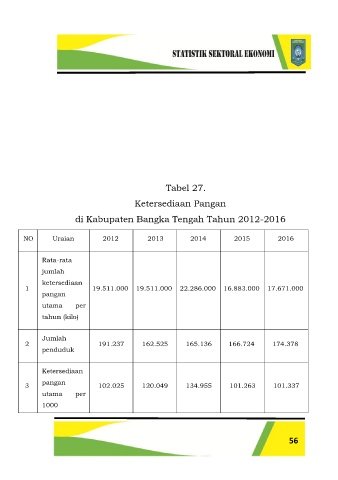 STATISTIK SEKTORAL EKONOMI
Tabel 27.
Ketersediaan Pangan
di Kabupaten Bangka Tengah Tahun 2012-2016
NO Uraian 2012 2013 2014 2015 2016
Rata-rata
jumlah
ketersediaan
1 19.511.000 19.511.000 22.286.000 16.883.000 17.671.000
pangan
utama per
tahun (kilo)
Jumlah
2 191.237 162.525 165.136 166.724 174.378
penduduk
Ketersediaan
3 pangan 102.025 120.049 134.955 101.263 101.337
utama per
1000
56